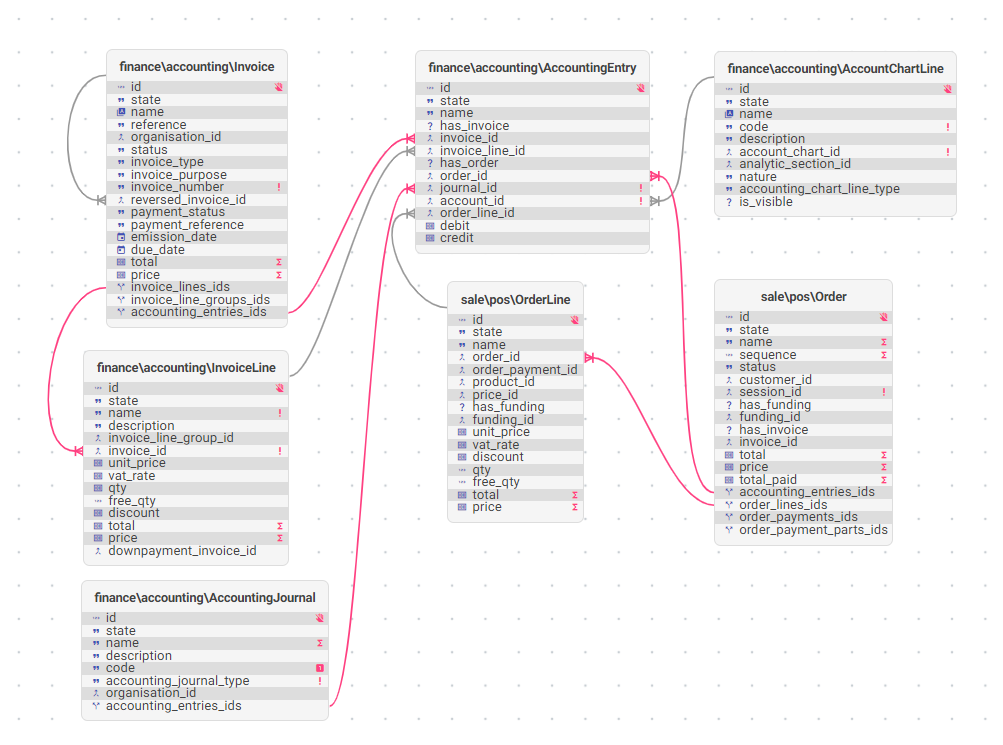 finance\accounting\Invoice
id
state
name
reference
organisation_id
status
invoice_type
invoice_purpose
invoice_number
reversed_invoice_id
payment_status
payment_reference
emission_date
due_date
total
price
invoice_lines_ids
invoice_line_groups_ids
accounting_entries_ids
finance\accounting\AccountingEntry
id
state
name
has_invoice
invoice_id
invoice_line_id
has_order
order_id
journal_id
account_id
order_line_id
debit
credit
finance\accounting\AccountChartLine
id
state
name
code
description
account_chart_id
analytic_section_id
nature
accounting_chart_line_type
is_visible
finance\accounting\InvoiceLine
id
state
name
description
invoice_line_group_id
invoice_id
unit_price
vat_rate
qty
free_qty
discount
total
price
downpayment_invoice_id
sale\pos\OrderLine
id
state
name
order_id
order_payment_id
product_id
price_id
has_funding
funding_id
unit_price
vat_rate
discount
qty
free_qty
total
price
sale\pos\Order
id
state
name
sequence
status
customer_id
session_id
has_funding
funding_id
has_invoice
invoice_id
total
price
total_paid
accounting_entries_ids
order_lines_ids
order_payments_ids
order_payment_parts_ids
finance\accounting\AccountingJournal
id
state
name
description
code
accounting_journal_type
organisation_id
accounting_entries_ids